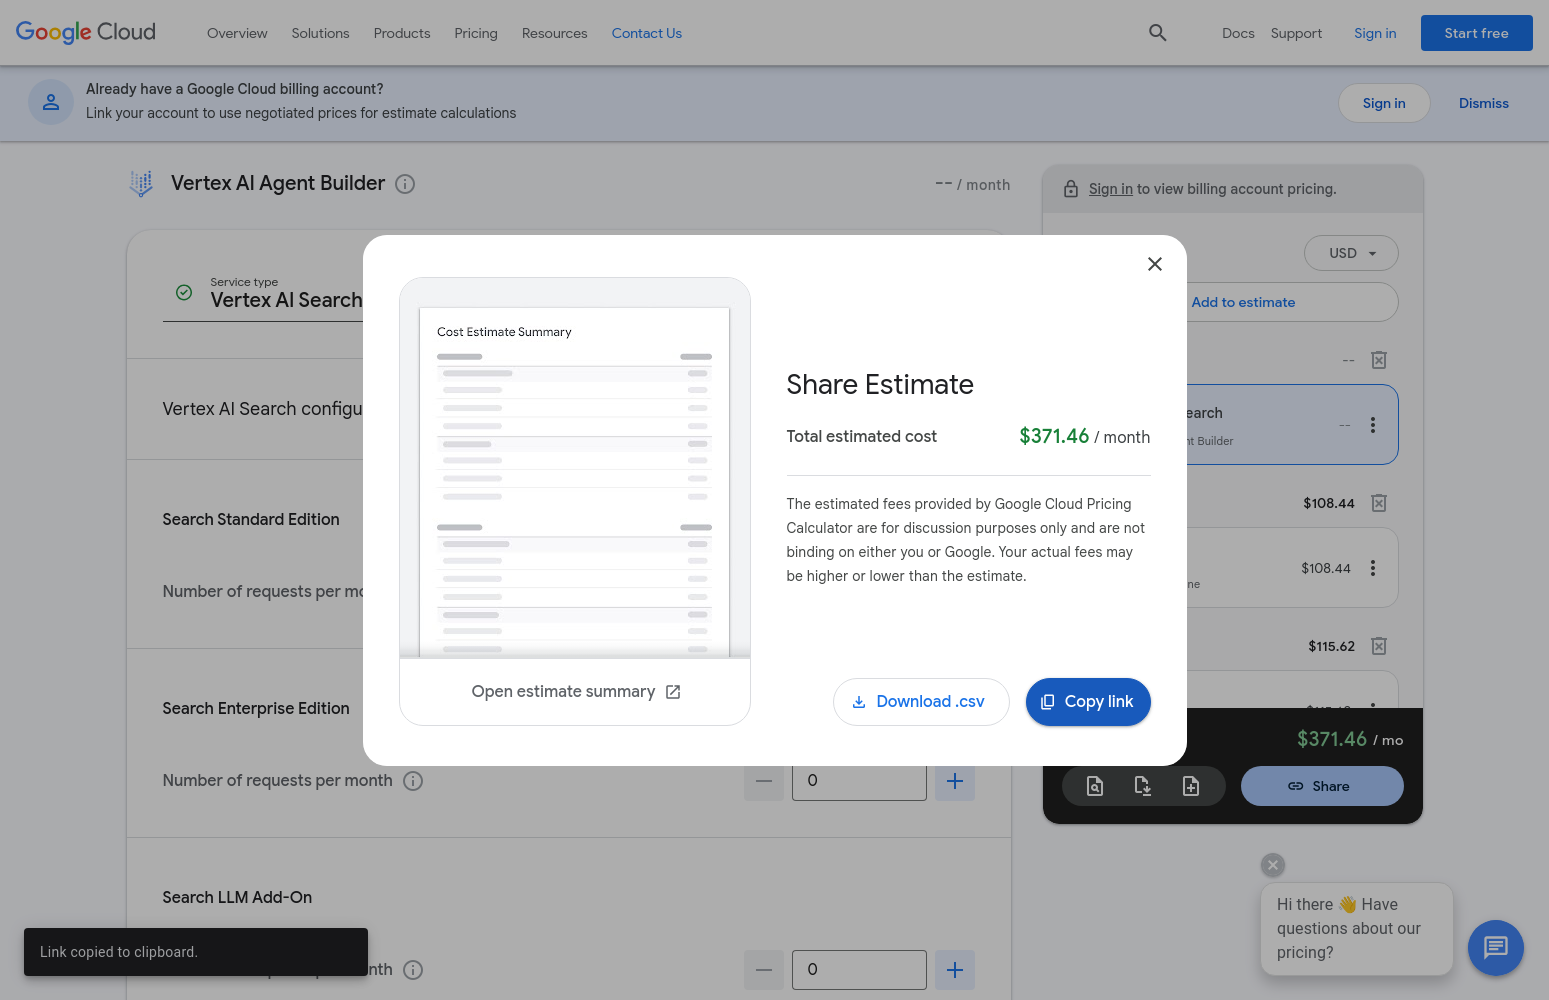 Google Cloud
Overview
Solutions
Products
Pricing
Resources
Contact Us
Docs
Support
Sign in
Start free
Already have a Google Cloud billing account?
Link your account to use negotiated prices for estimate calculations
Sign in
Dismiss
Vertex AI Agent Builder
-- / month
Sign in to view billing account pricing.
USD
Service type
Vertex AI Search
Add to estimate
--
Vertex AI Search configu
earch
--
nt Builder
Search Standard Edition
$108.44
Number of requests per mo
$108.44
ne
$115.62
Search Enterprise Edition
Number of requests per month
0
Search LLM Add-On
nth
0
Cost Estimate Summary
Open estimate summary
Share Estimate
Total estimated cost
$371.46 / month
The estimated fees provided by Google Cloud Pricing
Calculator are for discussion purposes only and are not
binding on either you or Google. Your actual fees may
be higher or lower than the estimate.
Download .csv
Copy link
$371.46 / mo
Share
Hi there 👋 Have
questions about our
pricing?
Link copied to clipboard.